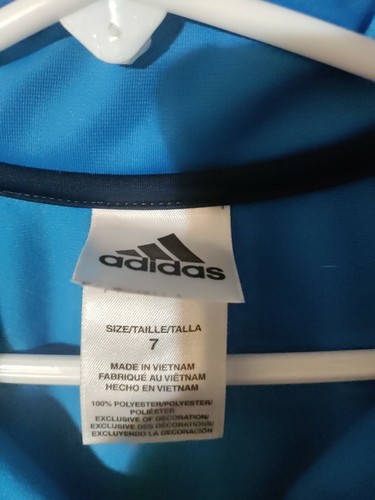 adidas
SIZE/TAILLE/TALLA
7
MADE IN VIETNAM
FABRIQUÉ AU VIÊTNAM
HECHO EN VIETNAM
100% POLYESTER/POLYESTER/
POLIÉSTER
EXCLUSIVE OF DECORATION/
EXCLUSIVE DES DÉCORATIONS/
EXCLUYENDO LA DECORACIÓN